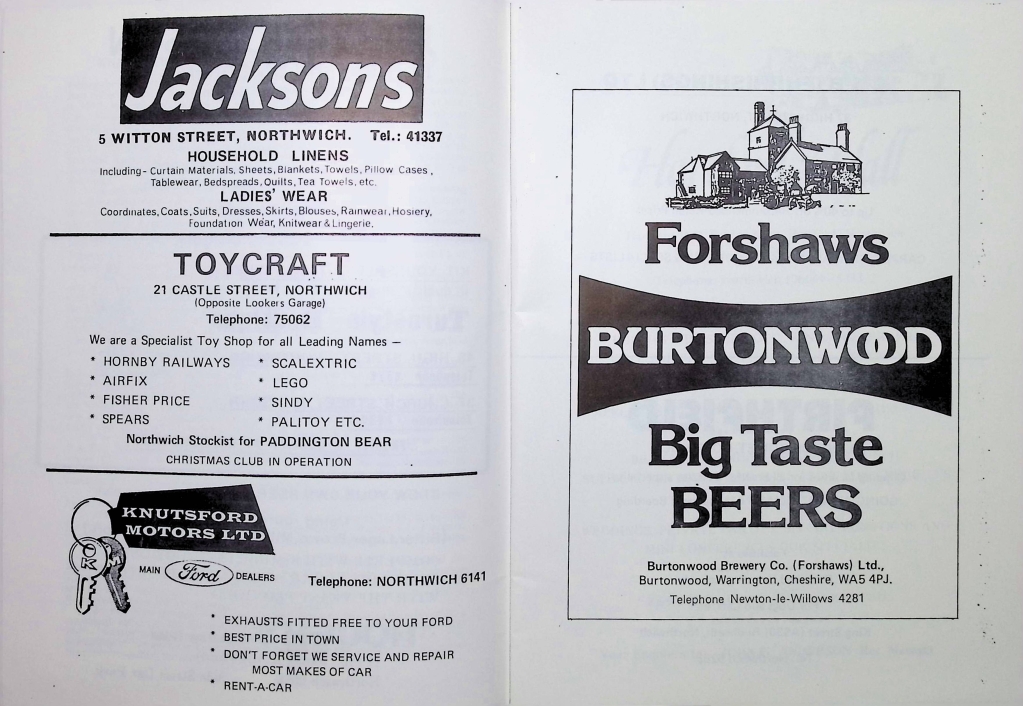 Jacksons
5 WITTON STREET, NORTHWICH. Tel.: 41337
HOUSEHOLD LINENS
Including- Curtain Materials, Sheets, Blankets, Towels, Pillow Cases,
Tablewear, Bedspreads, Quilts, Tea Towels, etc.
LADIES' WEAR
Coordinates, Coats, Suits, Dresses, Skirts, Blouses, Rainwear, Hosiery,
Foundation Wear, Knitwear & Lingerie.
TOYCRAFT
21 CASTLE STREET, NORTHWICH
(Opposite Lookers Garage)
Telephone: 75062
We are a Specialist Toy Shop for all Leading Names —
* HORNBY RAILWAYS * SCALEXTRIC
* AIRFIX * LEGO
* FISHER PRICE * SINDY
* SPEARS * PALITOY ETC.
Northwich Stockist for PADDINGTON BEAR
CHRISTMAS CLUB IN OPERATION
KNUTSFORD
MOTORS LTD
K
MAIN Ford DEALERS
Telephone: NORTHWICH 6141
* EXHAUSTS FITTED FREE TO YOUR FORD
* BEST PRICE IN TOWN
* DON'T FORGET WE SERVICE AND REPAIR
MOST MAKES OF CAR
* RENT-A-CAR
Forshaws
BURTONWOOD
Big Taste
BEERS
Burtonwood Brewery Co. (Forshaws) Ltd.,
Burtonwood, Warrington, Cheshire, WA5 4PJ.
Telephone Newton-le-Willows 4281